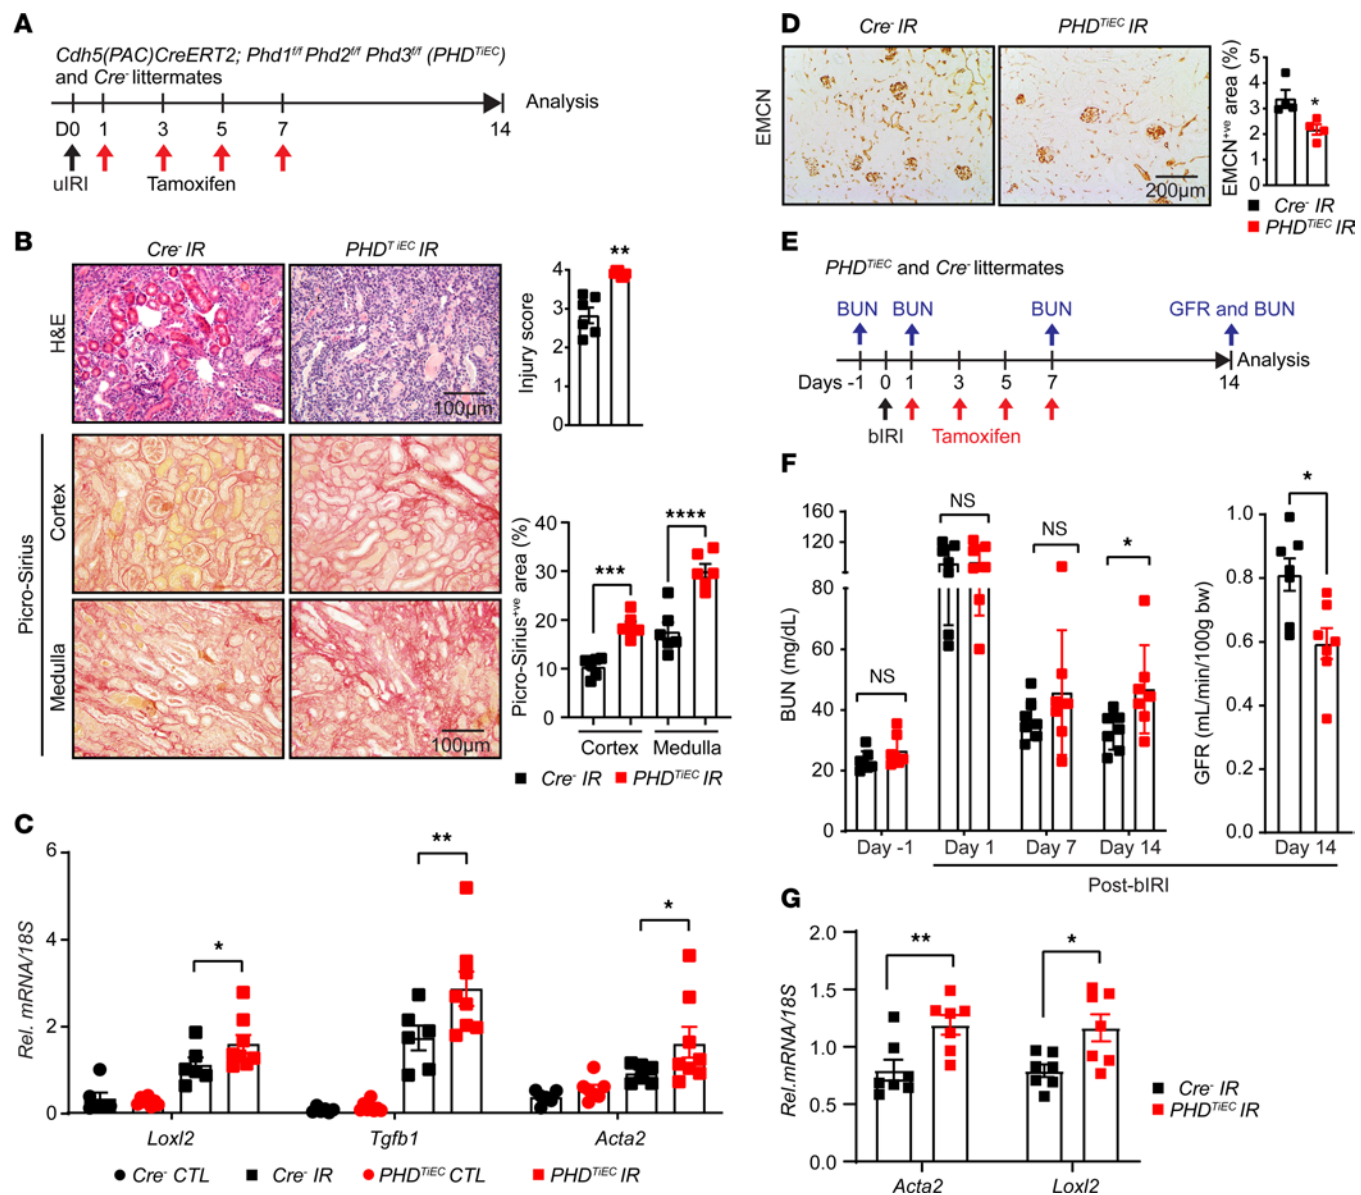 A
Cdh5(PAC)CreERT2; Phd1f/f Phd2f/f Phd3f/f (PHDTiEC)
and Cre- littermates
Analysis
D0 1 3 5 7 14
uIRI Tamoxifen
B
Cre- IR PHDTiEC IR
H&E
100µm
Picro-Sirius
Cortex
Medulla
100µm
Injury score
4
3
2
1
0
**
Picro-Sirius+ve area (%)
40
30
20
10
0
*** ****
Cortex Medulla
Cre- IR PHDTiEC IR
C
Rel. mRNA/18S
6
4
2
0
* ** *
Loxl2 Tgfb1 Acta2
Cre- CTL Cre- IR PHDTiEC CTL PHDTiEC IR
D
Cre- IR PHDTiEC IR
EMCN
200µm
EMCN+ve area (%)
5
4
3
2
1
0
*
Cre- IR
PHDTiEC IR
E
PHDTiEC and Cre- littermates
BUN BUN BUN GFR and BUN
Analysis
Days -1 0 1 3 5 7 14
bIRI Tamoxifen
F
BUN (mg/dL)
160
120
80
60
40
20
0
NS NS NS *
Day -1 Day 1 Day 7 Day 14
Post-bIRI
GFR (mL/min/100g bw)
1.0
0.8
0.6
0.4
0.2
0.0
*
Day 14
G
Rel.mRNA/18S
2.0
1.5
1.0
0.5
0.0
** *
Acta2 Loxl2
Cre- IR
PHDTiEC IR